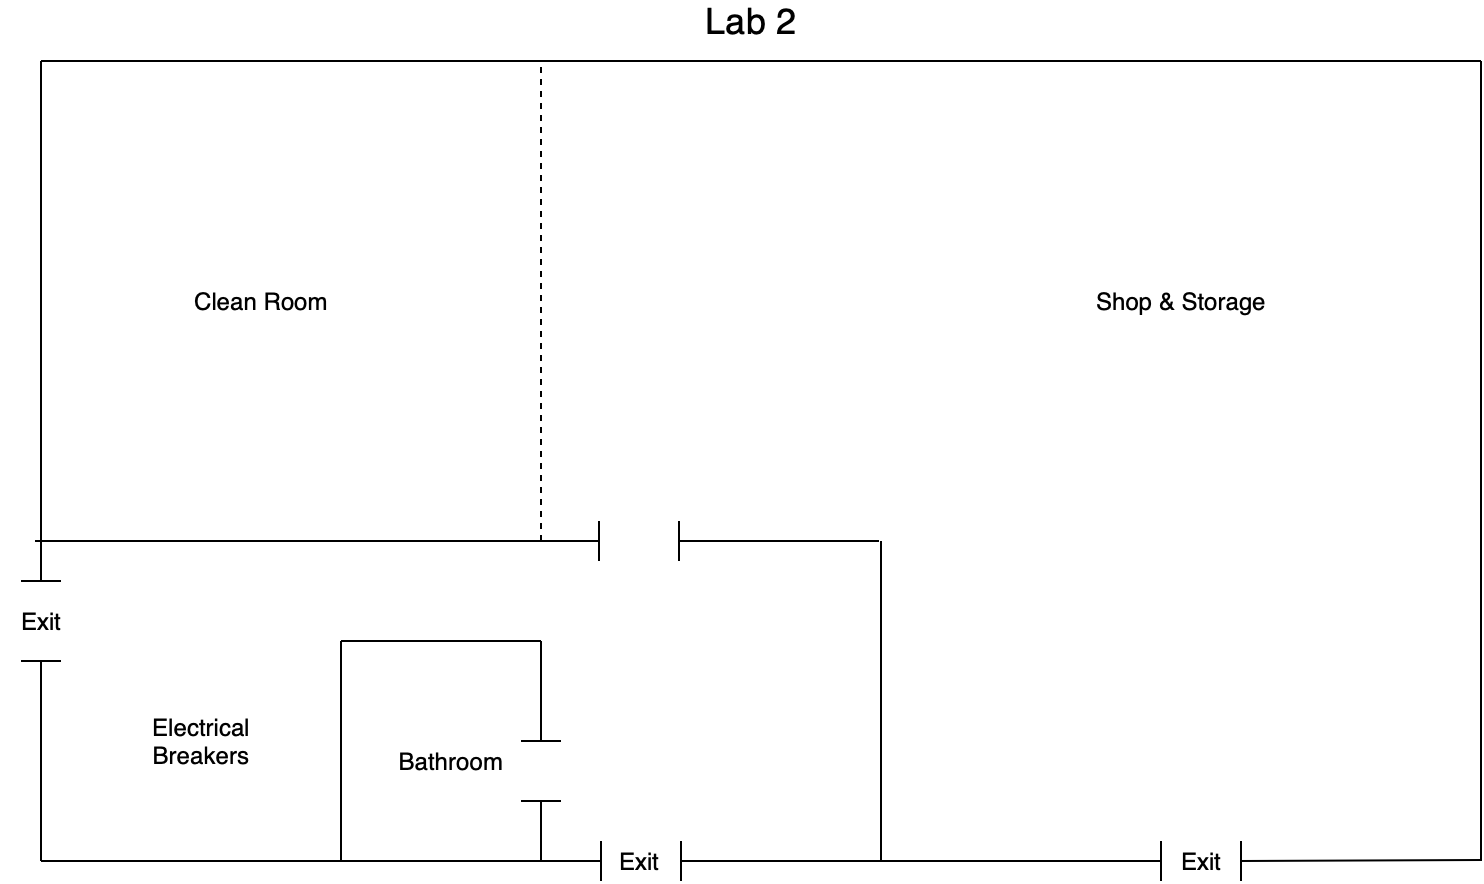 Lab 2
Clean Room
Shop & Storage
Exit
Electrical
Breakers
Bathroom
Exit
Exit